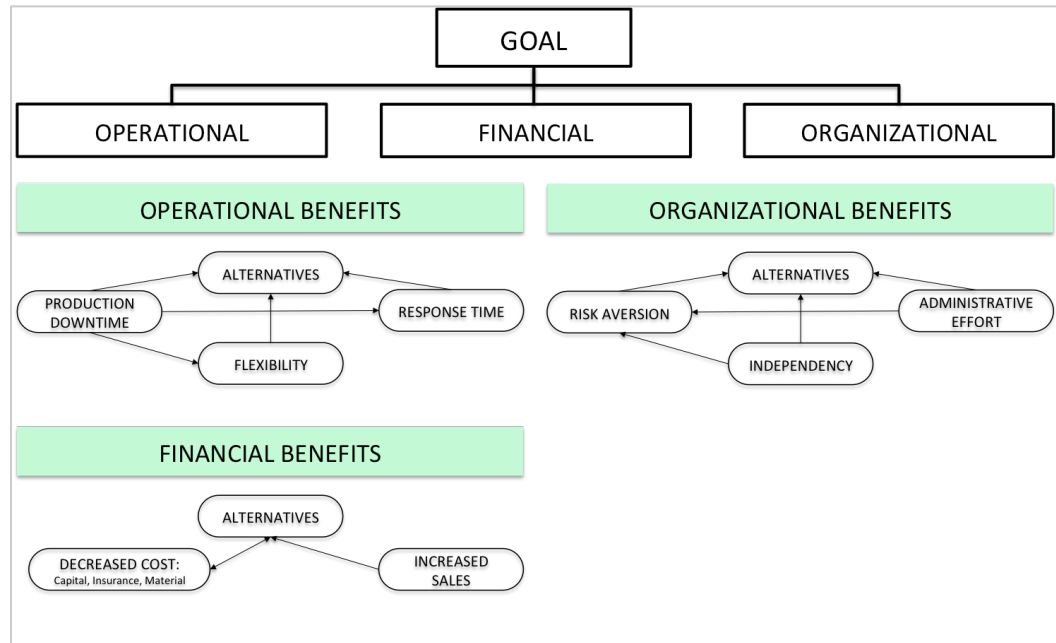 GOAL
OPERATIONAL
FINANCIAL
ORGANIZATIONAL
OPERATIONAL BENEFITS
ALTERNATIVES
PRODUCTION
DOWNTIME
RESPONSE TIME
FLEXIBILITY
ORGANIZATIONAL BENEFITS
ALTERNATIVES
RISK AVERSION
ADMINISTRATIVE
EFFORT
INDEPENDENCY
FINANCIAL BENEFITS
ALTERNATIVES
DECREASED COST:
Capital, Insurance, Material
INCREASED
SALES